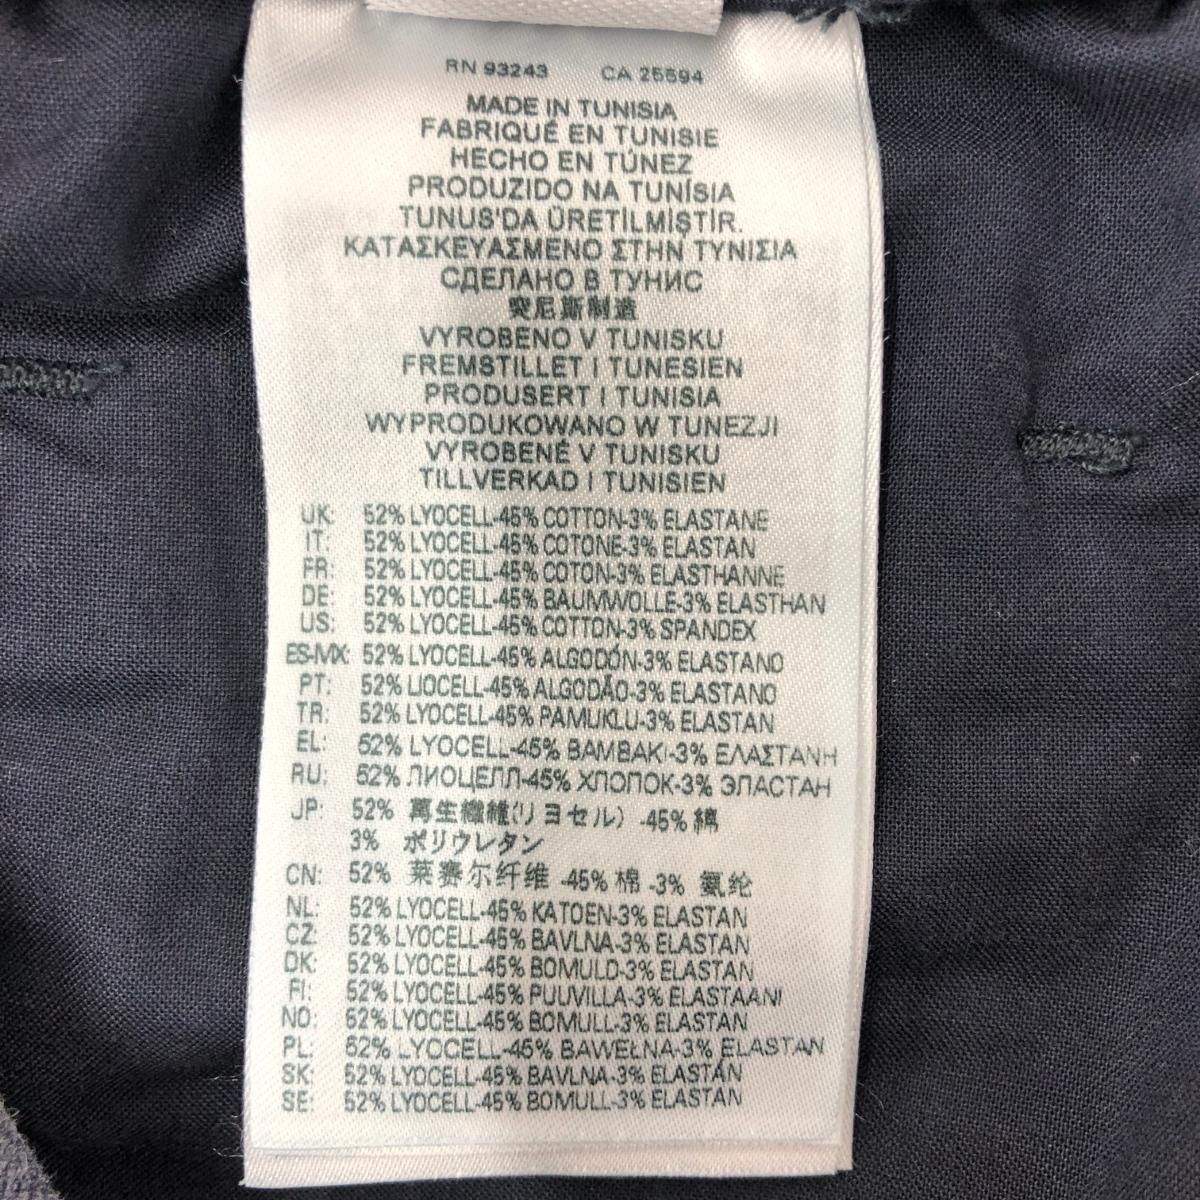 RN 93243 CA 25594
MADE IN TUNISIA
FABRIQUÉ EN TUNISIE
HECHO EN TÚNEZ
PRODUZIDO NA TUNÍSIA
TUNUS'DA ÜRETİLMİŞTİR.
ΚΑΤΑΣΚΕΥΑΣΜΕΝΟ ΣΤΗΝ ΤΥΝΙΣΙΑ
СДЕЛАНО В ТУНИС
突尼斯制造
VYROBENO V TUNISKU
FREMSTILLET I TUNESIEN
PRODUSERT I TUNISIA
WYPRODUKOWANO W TUNEZJI
VYROBENÉ V TUNISKU
TILLVERKAD I TUNISIEN
UK: 52% LYOCELL-45% COTTON-3% ELASTANE
IT: 52% LYOCELL-45% COTONE-3% ELASTAN
FR: 52% LYOCELL-45% COTON-3% ELASTHANNE
DE: 52% LYOCELL-45% BAUMWOLLE-3% ELASTHAN
US: 52% LYOCELL-45% COTTON-3% SPANDEX
ES-MX: 52% LYOCELL-45% ALGODÓN-3% ELASTANO
PT: 52% LIOCELL-45% ALGODÃO-3% ELASTANO
TR: 52% LYOCELL-45% PAMUKLU-3% ELASTAN
EL: 52% LYOCELL-45% ΒΑΜΒΑΚΙ-3% ΕΛΑΣΤΑΝΗ
RU: 52% ЛИОЦЕЛЛ-45% ХЛОПОК-3% ЭЛАСТАН
JP: 52% 再生繊維(リヨセル) -45% 綿
3% ポリウレタン
CN: 52% 莱赛尔纤维 -45% 棉 -3% 氨纶
NL: 52% LYOCELL-45% KATOEN-3% ELASTAN
CZ: 52% LYOCELL-45% BAVLNA-3% ELASTAN
DK: 52% LYOCELL-45% BOMULD-3% ELASTAN
FI: 52% LYOCELL-45% PUUVILLA-3% ELASTAANI
NO: 52% LYOCELL-45% BOMULL-3% ELASTAN
PL: 52% LYOCELL-45% BAWEŁNA-3% ELASTAN
SK: 52% LYOCELL-45% BAVLNA-3% ELASTÁN
SE: 52% LYOCELL-45% BOMULL-3% ELASTAN